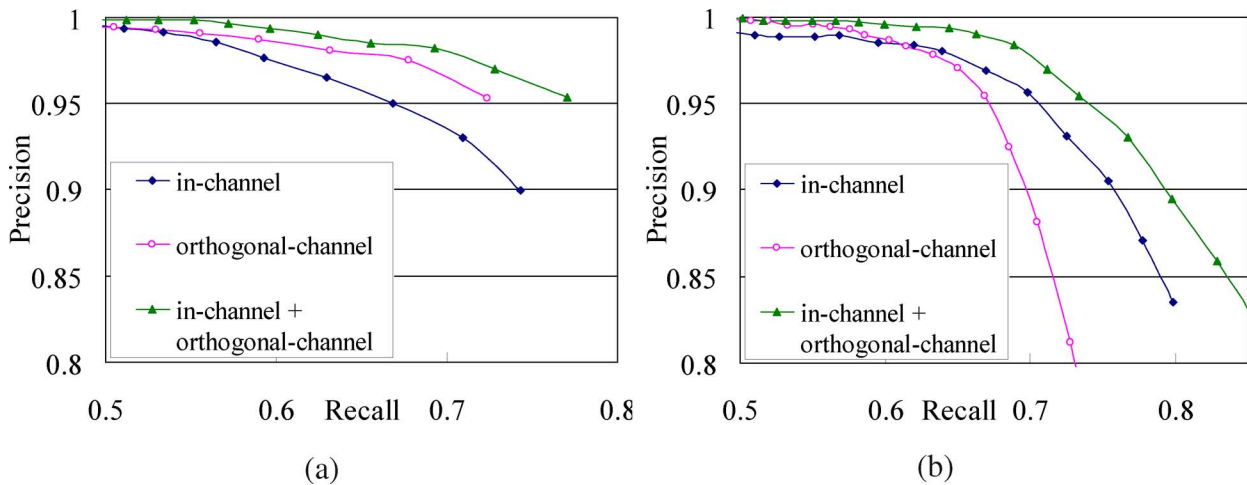 1
0.95
0.9
0.85
0.8
Precision
in-channel
orthogonal-channel
in-channel +
orthogonal-channel
0.5 0.6 Recall 0.7 0.8
(a)
1
0.95
0.9
0.85
0.8
Precision
in-channel
orthogonal-channel
in-channel +
orthogonal-channel
0.5 0.6 Recall 0.7 0.8
(b)